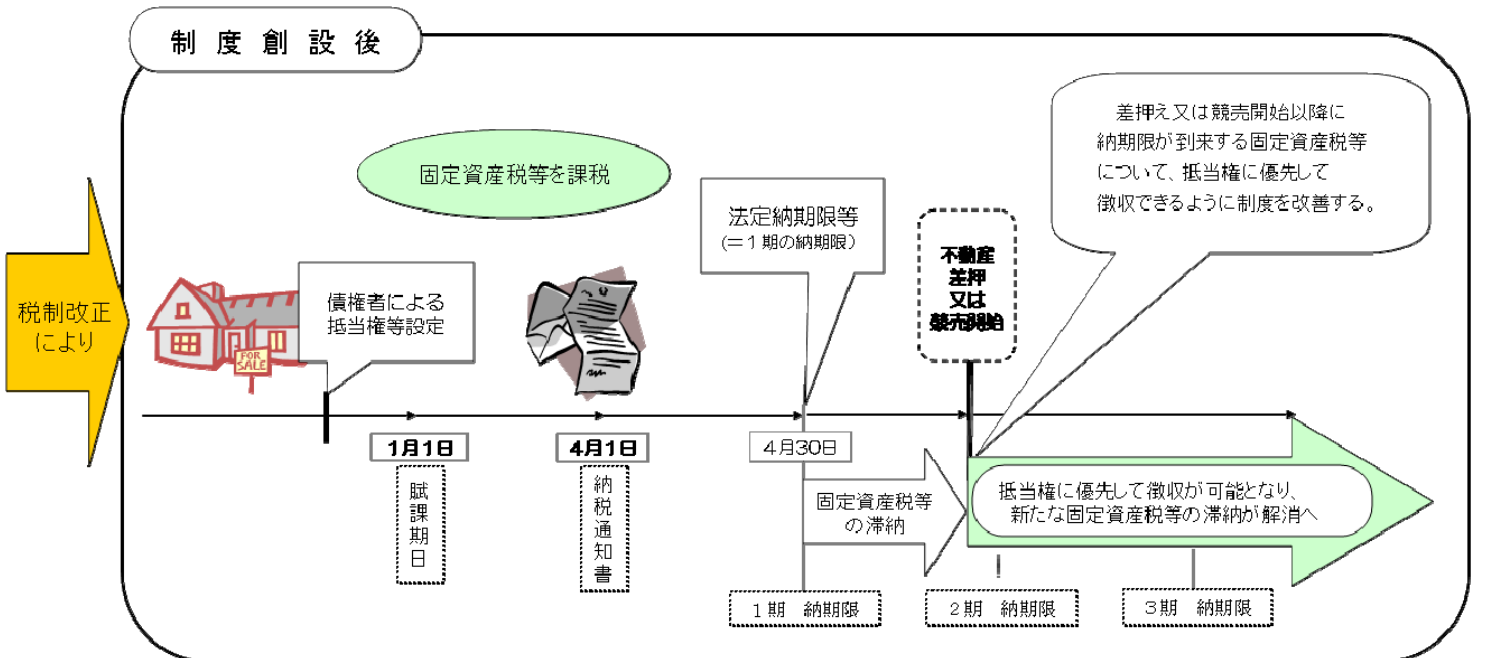 制度創設後
税制改正
により
固定資産税等を課税
差押え又は競売開始以降に
納期限が到来する固定資産税等
について、抵当権に優先して
徴収できるように制度を改善する。
法定納期限等
(＝1期の納期限)
不動産
差押
又は
競売開始
債権者による
抵当権等設定
FOR
SALE
1月1日
4月1日
4月30日
賦課期日
納税通知書
固定資産税等
の滞納
抵当権に優先して徴収が可能となり、
新たな固定資産税等の滞納が解消へ
1期 納期限
2期 納期限
3期 納期限